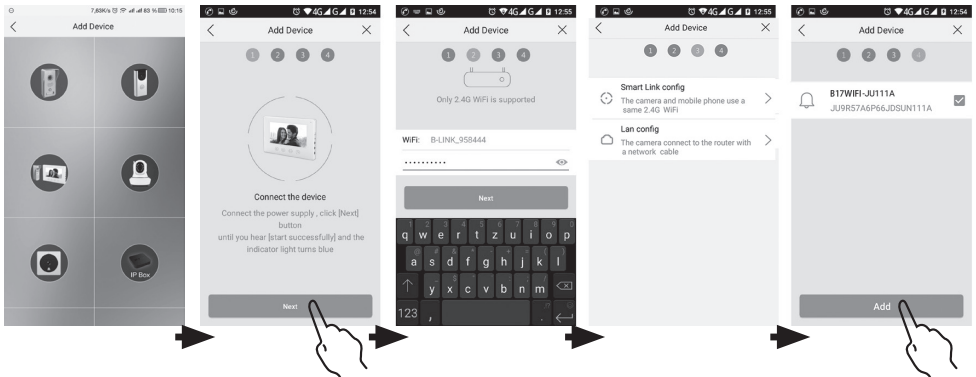 7,83K/s 83 % 10:15
Add Device
IP Box
4G G 12:54
Add Device
1 2 3 4
Connect the device
Connect the power supply , click [Next]
button
until you hear [start successfully] and the
indicator light turns blue
Next
4G G 12:55
Add Device
1 2 3 4
Only 2.4G WiFi is supported
WiFi: B-LINK_958444
••••••••••
Next
q w e r t z u i o p
a s d f g h j k l
y x c v b n m
123 , .
4G G 12:55
Add Device
1 2 3 4
Smart Link config
The camera and mobile phone use a
same 2.4G WiFi
Lan config
The camera connect to the router with
a network cable
4G G 12:54
Add Device
1 2 3 4
B17WIFI-JU111A
JU9R57A6P66JDSUN111A
Add